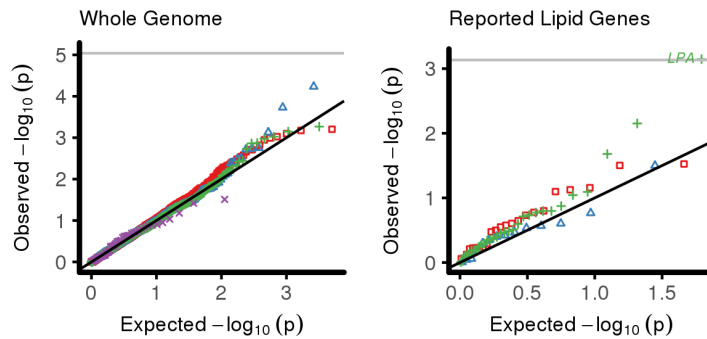 Whole Genome
5
4
3
2
1
0
0 1 2 3
Observed −log10 (p)
Expected −log10 (p)
Reported Lipid Genes
LPA
3
2
1
0
0.0 0.5 1.0 1.5
Observed −log10 (p)
Expected −log10 (p)